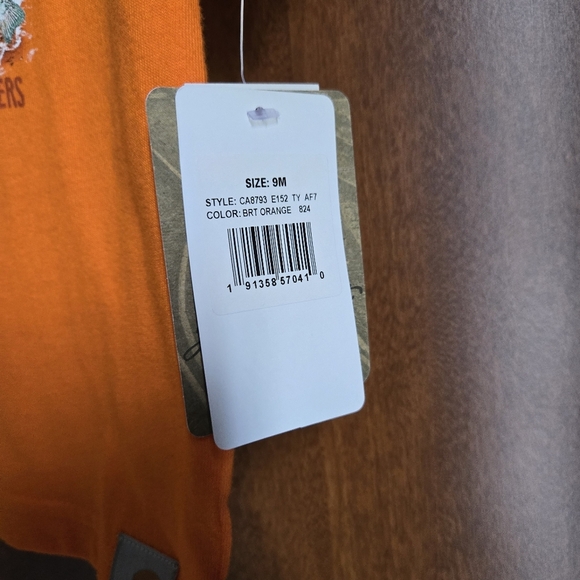 ERS
SIZE: 9M
STYLE: CA8793 E152 TY AF7
COLOR: BRT ORANGE 824
1 91358 57041 0